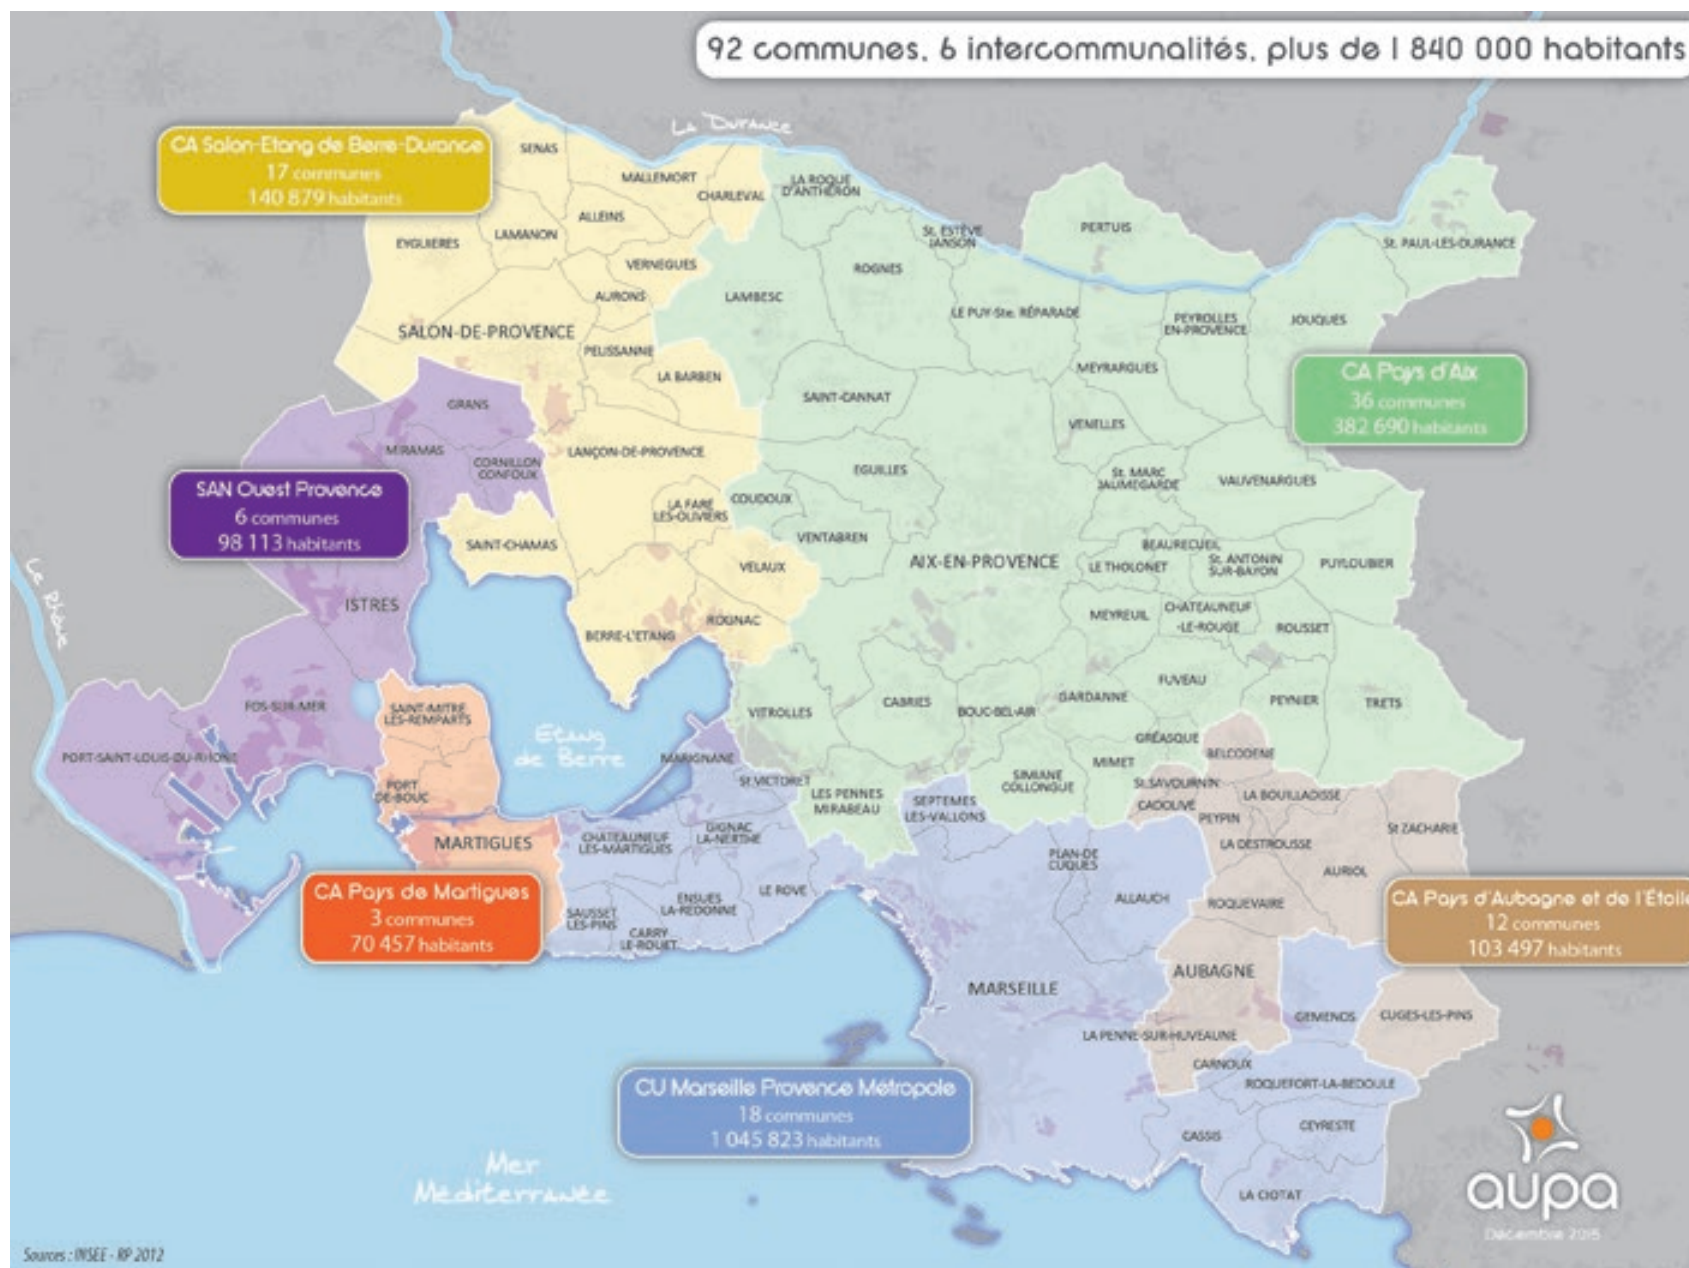 92 communes, 6 intercommunalités, plus de 1 840 000 habitants
La Durance
CA Salon-Etang de Berre-Durance
17 communes
140 879 habitants
SENAS
MALLEMORT
CHARLEVAL
LA ROQUE
D'ANTHÉRON
ALLEINS
LAMANON
EYGUIERES
VERNEGUES
AURONS
SALON-DE-PROVENCE
PELISSANNE
LA BARBEN
St. ESTÈVE
JANSON
PERTUIS
St. PAUL-LES-DURANCE
ROGNES
LAMBESC
LE PUY-Ste. RÉPARADE
PEYROLLES
EN-PROVENCE
JOUQUES
MEYRARGUES
CA Pays d'Aix
36 communes
382 690 habitants
SAINT-CANNAT
VENELLES
GRANS
MIRAMAS
CORNILLON
CONFOUX
LANÇON-DE-PROVENCE
EGUILLES
St. MARC
JAUMEGARDE
VAUVENARGUES
SAN Ouest Provence
6 communes
98 113 habitants
LA FARE
LES-OLIVIERS
COUDOUX
VENTABREN
SAINT-CHAMAS
VELAUX
AIX-EN-PROVENCE
BEAURECUEIL
LE THOLONET
St. ANTONIN
SUR-BAYON
PUYLOUBIER
Le Rhône
ISTRES
BERRE-L'ETANG
ROGNAC
MEYREUIL
CHATEAUNEUF
-LE-ROUGE
ROUSSET
FUVEAU
FOS-SUR-MER
SAINT-MITRE
LES-REMPARTS
VITROLLES
CABRIES
BOUC-BEL-AIR
GARDANNE
PEYNIER
TRETS
Etang
de Berre
GRÉASQUE
BELCODENE
PORT-SAINT-LOUIS-DU-RHONE
MARIGNANE
St. VICTORET
MIMET
SIMIANE
COLLONGUE
St. SAVOURNIN
CADOLIVE
LA BOUILLADISSE
PORT
DE-BOUC
LES PENNES
MIRABEAU
SEPTEMES
LES-VALLONS
PEYPIN
St ZACHARIE
MARTIGUES
CHATEAUNEUF
LES-MARTIGUES
GIGNAC
LA-NERTHE
LA DESTROUSSE
PLAN-DE
CUQUES
AURIOL
CA Pays de Martigues
3 communes
70 457 habitants
ENSUES
LA-REDONNE
LE ROVE
ALLAUCH
ROQUEVAIRE
CA Pays d'Aubagne et de l'Étoile
12 communes
103 497 habitants
SAUSSET
LES-PINS
CARRY
LE-ROUET
AUBAGNE
MARSEILLE
GEMENOS
CUGES-LES-PINS
LA PENNE-SUR-HUVEAUNE
CARNOUX
ROQUEFORT-LA-BEDOULE
CU Marseille Provence Métropole
18 communes
1 045 823 habitants
CASSIS
CEYRESTE
LA CIOTAT
Mer
Méditerranée
aupa
Décembre 2015
Sources : INSEE - RP 2012